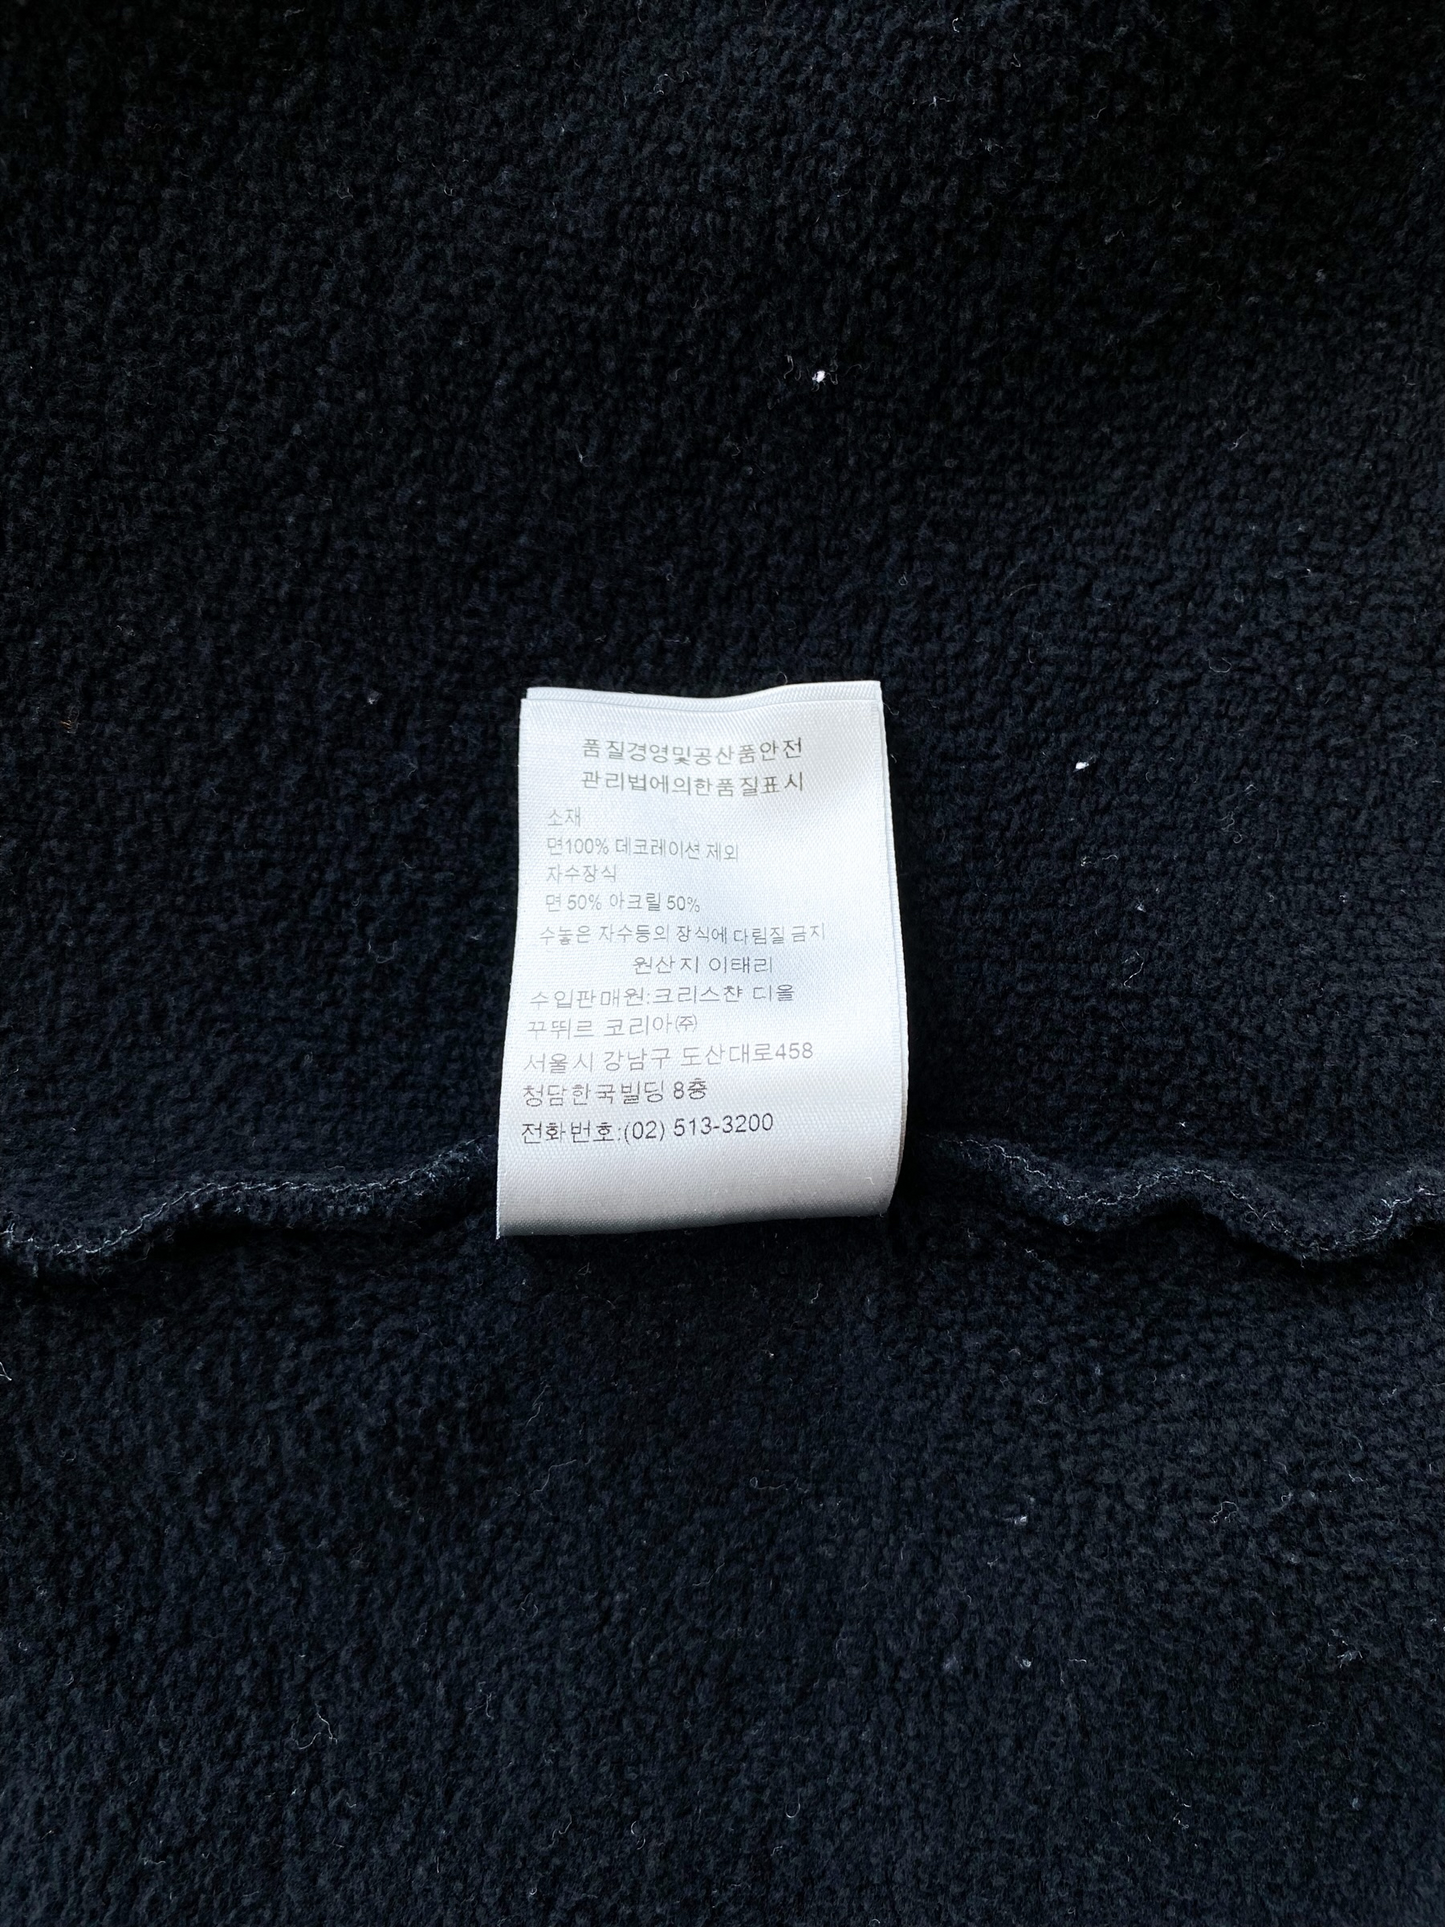 품질경영및공산품안전
관리법에의한품질표시
소재
면100% 데코레이션 제외
자수장식
면 50% 아크릴 50%
수놓은 자수등의 장식에 다림질 금지
원산지 이태리
수입판매원:크리스챤 디올
꾸뛰르 코리아㈜
서울시 강남구 도산대로458
청담한국빌딩 8층
전화번호:(02) 513-3200